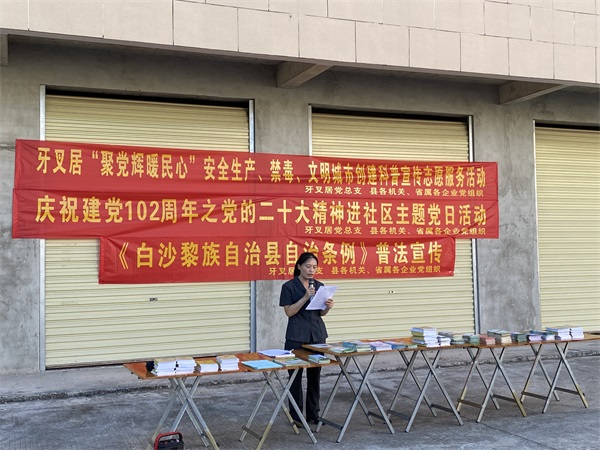 牙叉居“聚党辉暖民心”安全生产、禁毒、文明城市创建科普宣传志愿服务活动
牙叉居党总支 县各机关、省属各企业党组织
庆祝建党102周年之党的二十大精神进社区主题党日活动
牙叉居党总支 县各机关、省属各企业党组织
《白沙黎族自治县自治条例》普法宣传
牙叉居 支 县各机关、省属各企业党组织